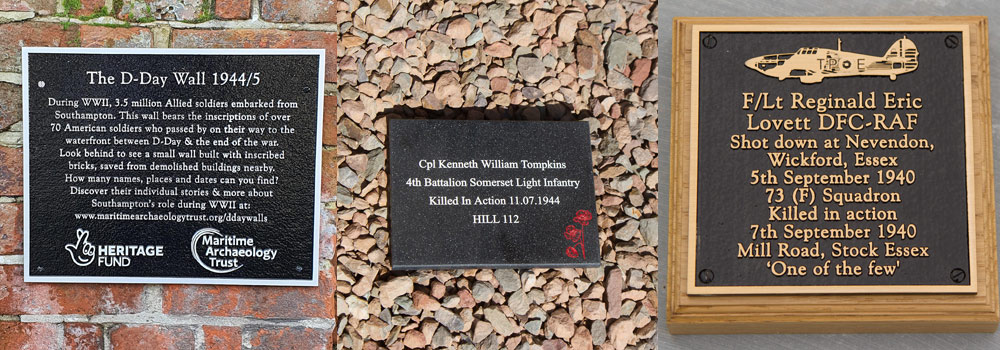 The D-Day Wall 1944/5
During WWII, 3.5 million Allied soldiers embarked from
Southampton. This wall bears the inscriptions of over
70 American soldiers who passed by on their way to the
waterfront between D-Day & the end of the war.
Look behind to see a small wall built with inscribed
bricks, saved from demolished buildings nearby.
How many names, places and dates can you find?
Discover their individual stories & more about
Southampton's role during WWII at:
www.maritimearchaeologytrust.org/ddaywalls
HERITAGE
FUND
Maritime
Archaeology
Trust
Cpl Kenneth William Tompkins
4th Battalion Somerset Light Infantry
Killed In Action 11.07.1944
HILL 112
TP E
F/Lt Reginald Eric
Lovett DFC-RAF
Shot down at Nevendon,
Wickford, Essex
5th September 1940
73 (F) Squadron
Killed in action
7th September 1940
Mill Road, Stock Essex
'One of the few'